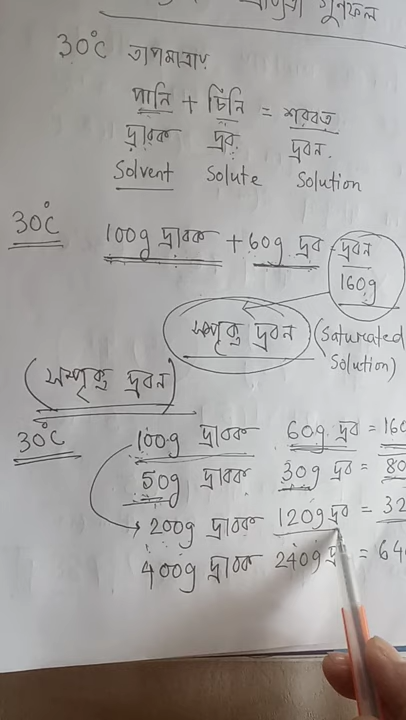 গুণফল
30°C তাপমাত্রায়
পানি + চিনি = শরবত
দ্রাবক দ্রব দ্রবন
Solvent Solute Solution
30°C 100g দ্রাবক + 60g দ্রব = দ্রবন
160g
সম্পৃক্ত দ্রবন (Saturated
Solution)
(সম্পৃক্ত দ্রবন)
30°C 100g দ্রাবক 60g দ্রব = 160
50g দ্রাবক 30g দ্রব = 80
200g দ্রাবক 120g দ্রব = 32
400g দ্রাবক 240g দ্র = 64